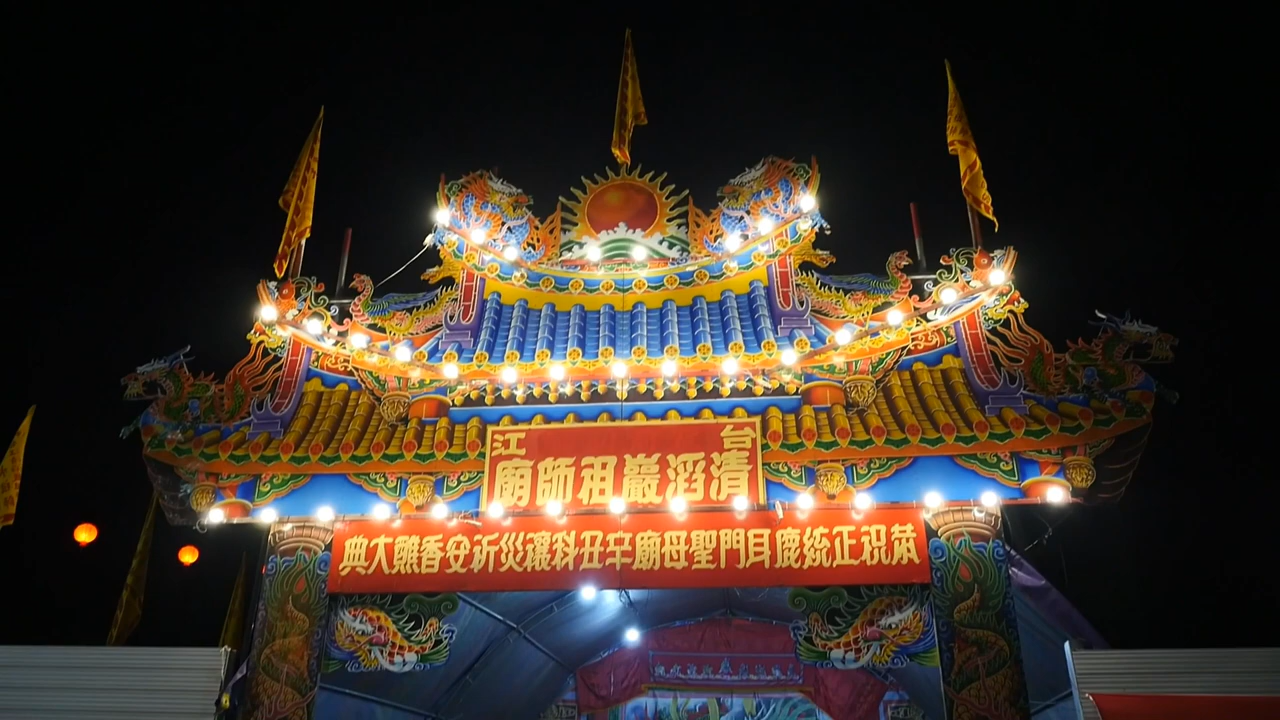 台江
清滔巖祖師廟
恭祝正統鹿耳門聖母廟辛丑科禳災祈安香醮大典